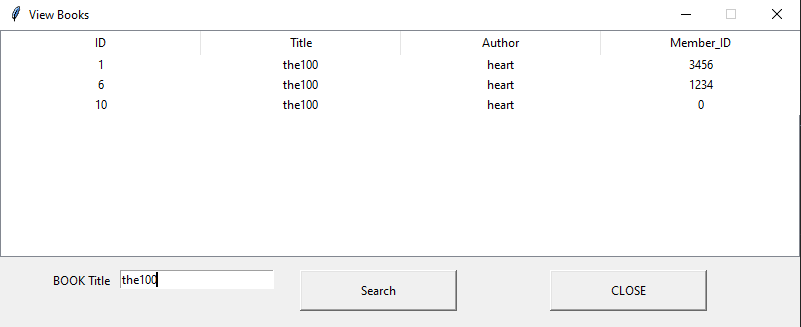 View Books
ID Title Author Member_ID
1 the100 heart 3456
6 the100 heart 1234
10 the100 heart 0
BOOK Title the100 Search CLOSE